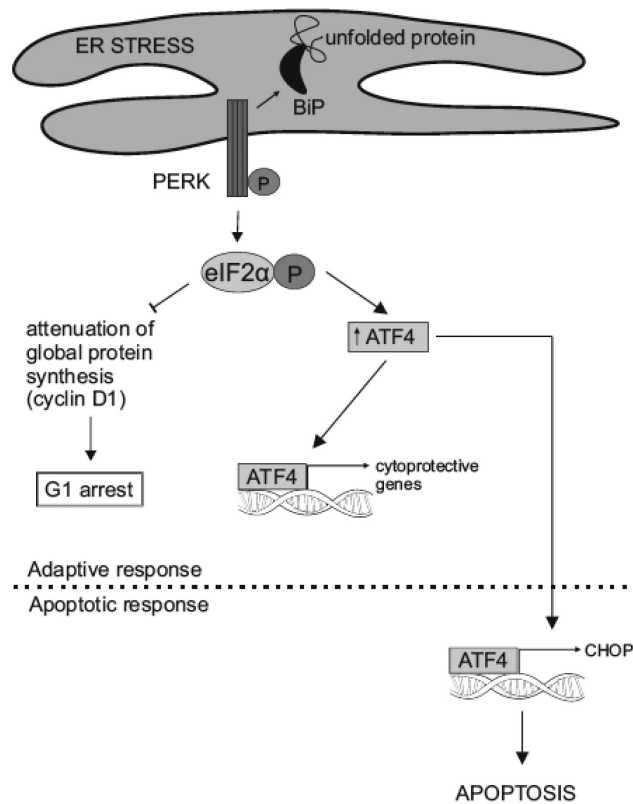 ER STRESS
unfolded protein
BiP
PERK
P
eIF2α
P
attenuation of
global protein
synthesis
(cyclin D1)
↑ ATF4
G1 arrest
ATF4
cytoprotective
genes
Adaptive response
Apoptotic response
ATF4
CHOP
APOPTOSIS